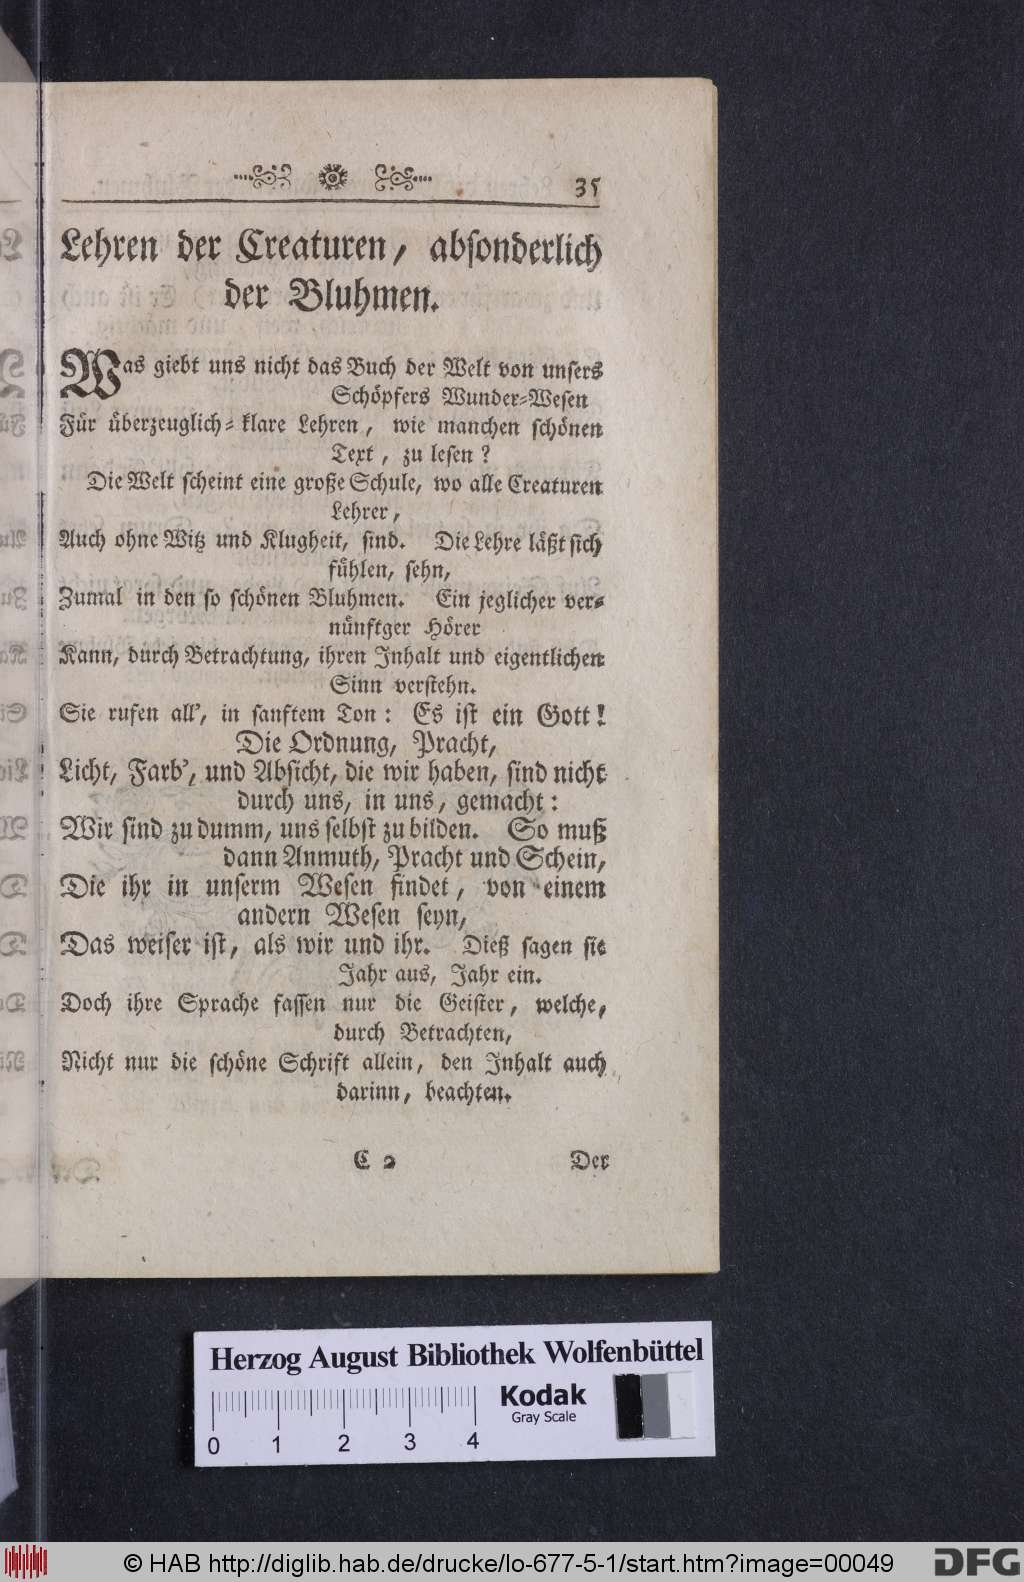 35
Lehren der Creaturen, absonderlich
der Bluhmen.
Was giebt uns nicht das Buch der Welt von unsers
Schöpfers Wunder-Wesen
Für überzeuglich-klare Lehren, wie manchen schönen
Text, zu lesen?
Die Welt scheint eine große Schule, wo alle Creaturen
Lehrer,
Auch ohne Witz und Klugheit, sind. Die Lehre läßt sich
fühlen, sehn,
Zumal in den so schönen Bluhmen. Ein jeglicher ver-
nünftger Hörer
Kann, durch Betrachtung, ihren Inhalt und eigentlichen
Sinn verstehn.
Sie rufen all', in sanftem Ton: Es ist ein Gott!
Die Ordnung, Pracht,
Licht, Farb', und Absicht, die wir haben, sind nicht
durch uns, in uns, gemacht:
Wir sind zu dumm, uns selbst zu bilden. So muß
dann Anmuth, Pracht und Schein,
Die ihr in unserm Wesen findet, von einem
andern Wesen seyn,
Das weiser ist, als wir und ihr. Dieß sagen sie
Jahr aus, Jahr ein.
Doch ihre Sprache fassen nur die Geister, welche,
durch Betrachten,
Nicht nur die schöne Schrift allein, den Inhalt auch
darinn, beachten.
C 2 Der
Herzog August Bibliothek Wolfenbüttel
Kodak
Gray Scale
0 1 2 3 4
© HAB http://diglib.hab.de/drucke/lo-677-5-1/start.htm?image=00049
DFG